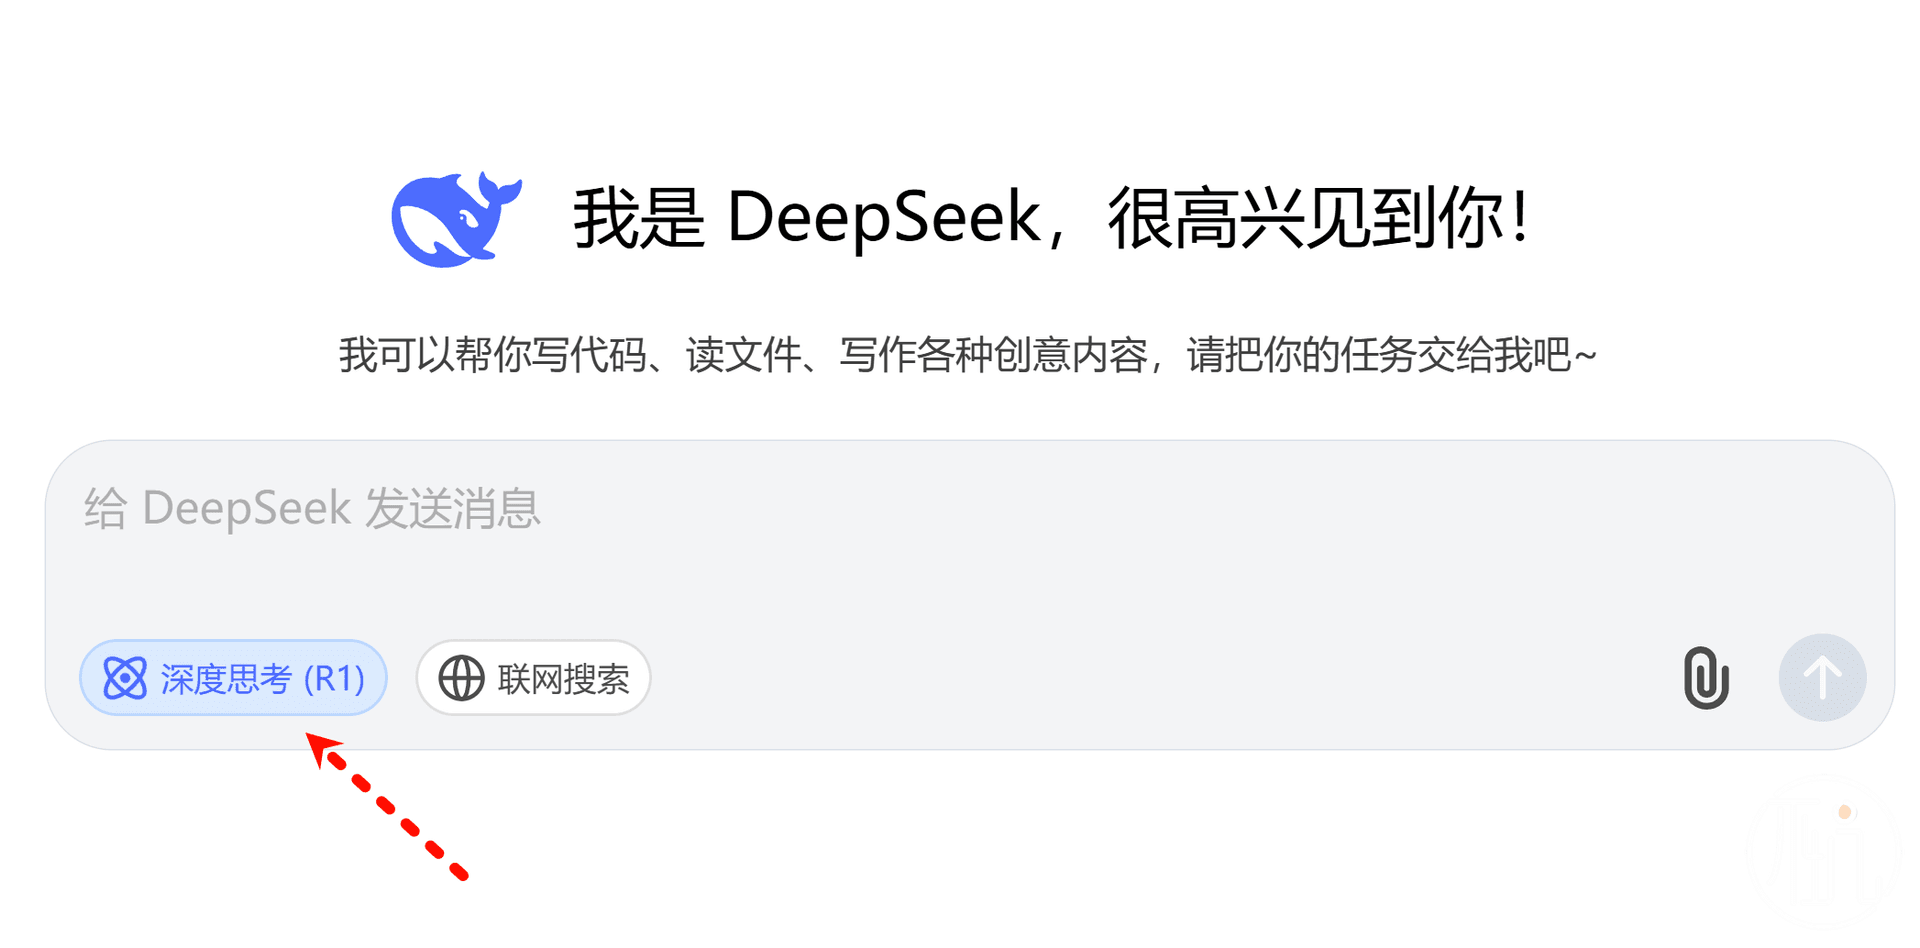 我是 DeepSeek，很高兴见到你！
我可以帮你写代码、读文件、写作各种创意内容，请把你的任务交给我吧~
给 DeepSeek 发送消息
深度思考 (R1)
联网搜索